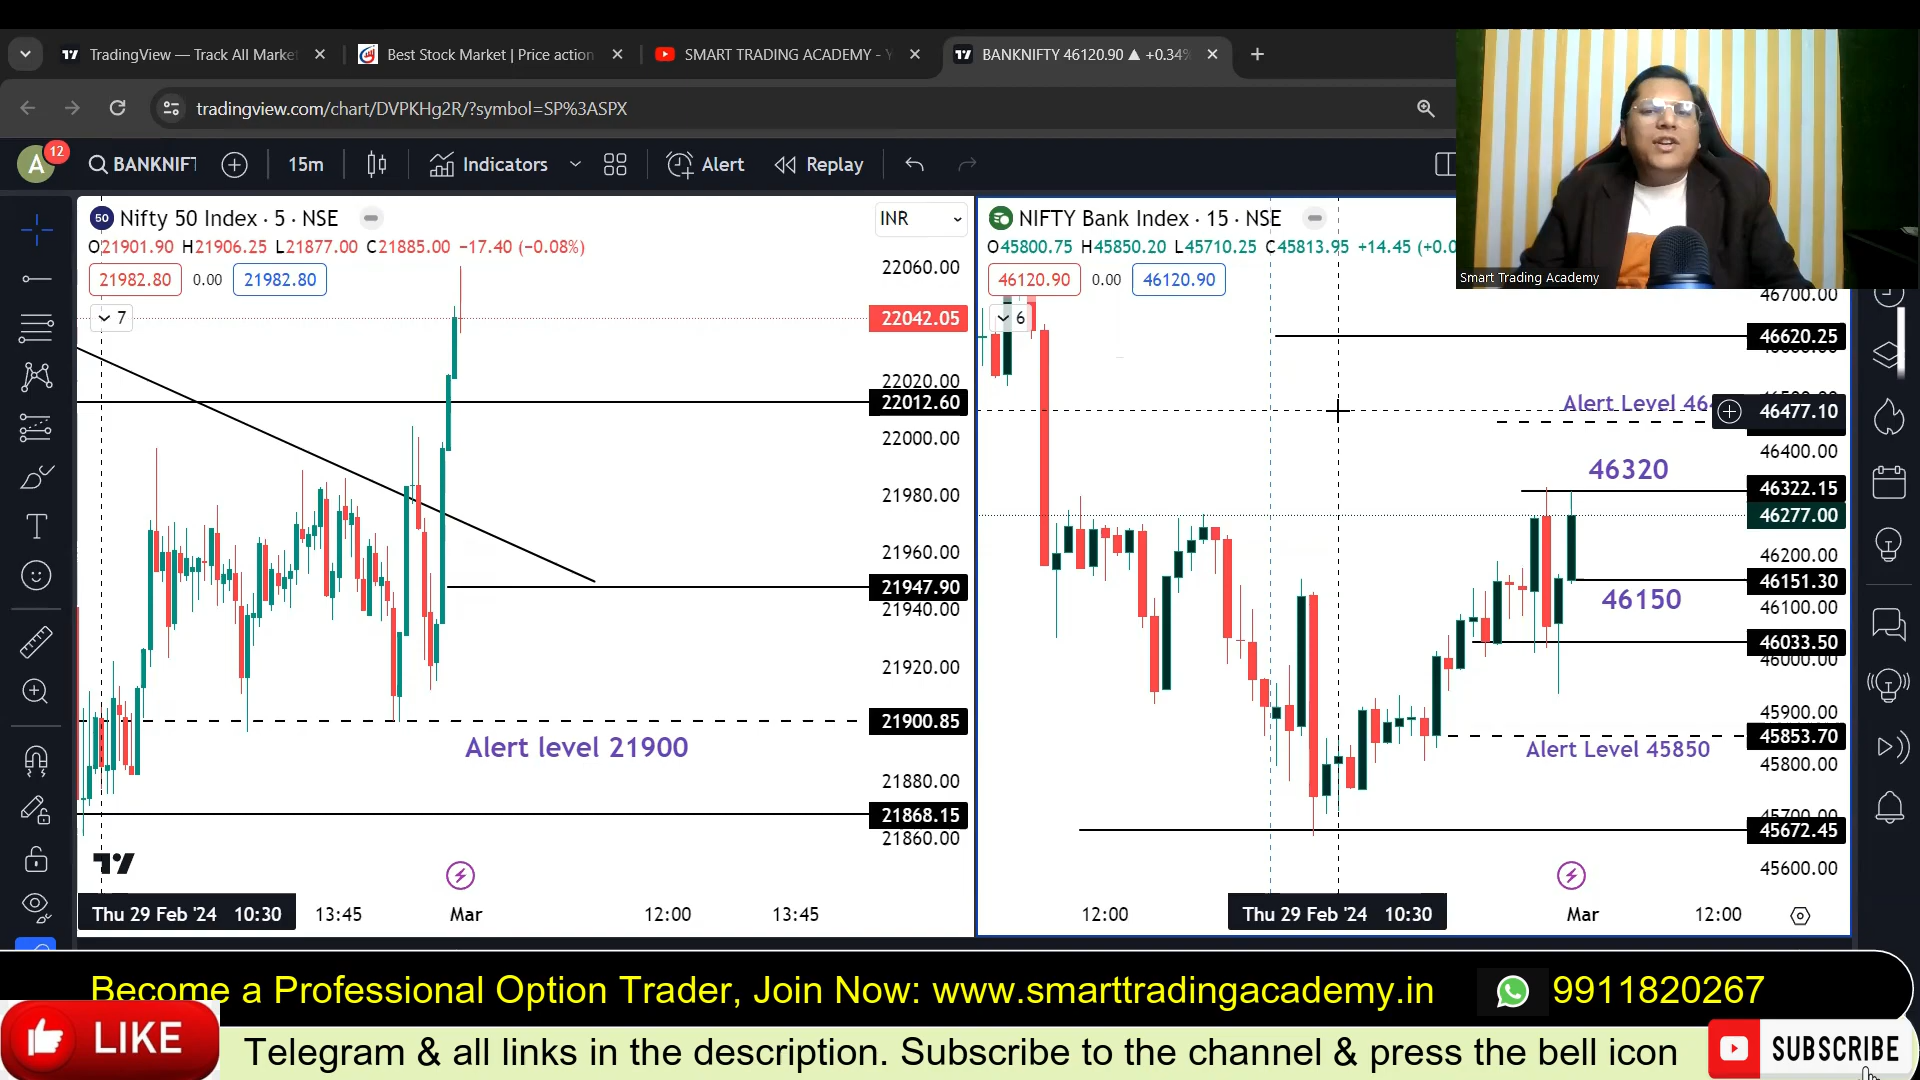 TradingView — Track All Marke
Best Stock Market | Price action
SMART TRADING ACADEMY - Y
BANKNIFTY 46120.90 ▲ +0.34%
tradingview.com/chart/DVPKHg2R/?symbol=SP%3ASPX
A
12
BANKNIFT
15m
Indicators
Alert
Replay
Smart Trading Academy
50
Nifty 50 Index · 5 · NSE
INR
O21901.90 H21906.25 L21877.00 C21885.00 −17.40 (−0.08%)
21982.80 0.00 21982.80
7
22060.00
22042.05
22020.00
22012.60
22000.00
21980.00
21960.00
21947.90
21940.00
21920.00
21900.85
Alert level 21900
21880.00
21868.15
21860.00
Thu 29 Feb '24 10:30
13:45
Mar
12:00
13:45
NIFTY Bank Index · 15 · NSE
O45800.75 H45850.20 L45710.25 C45813.95 +14.45 (+0.0
46120.90 0.00 46120.90
6
46700.00
46620.25
Alert Level 46
46477.10
46400.00
46320
46322.15
46277.00
46200.00
46151.30
46150
46100.00
46033.50
46000.00
45900.00
45853.70
Alert Level 45850
45800.00
45672.45
45600.00
12:00
Thu 29 Feb '24 10:30
Mar
12:00
Become a Professional Option Trader, Join Now: www.smarttradingacademy.in
9911820267
LIKE
Telegram & all links in the description. Subscribe to the channel & press the bell icon
SUBSCRIBE